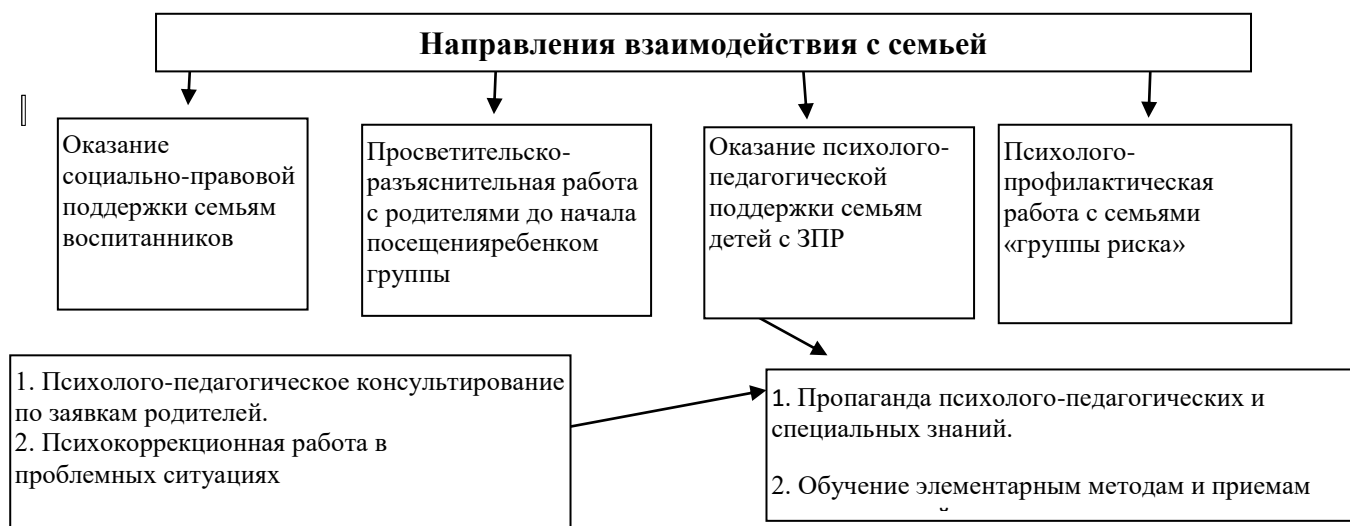 Направления взаимодействия с семьей
Оказание
социально-правовой
поддержки семьям
воспитанников
Просветительско-
разъяснительная работа
с родителями до начала
посещенияребенком
группы
Оказание психолого-
педагогической
поддержки семьям
детей с ЗПР
Психолого-
профилактическая
работа с семьями
«группы риска»
1. Психолого-педагогическое консультирование
по заявкам родителей.
2. Психокоррекционная работа в
проблемных ситуациях
1. Пропаганда психолого-педагогических и
специальных знаний.
2. Обучение элементарным методам и приемам